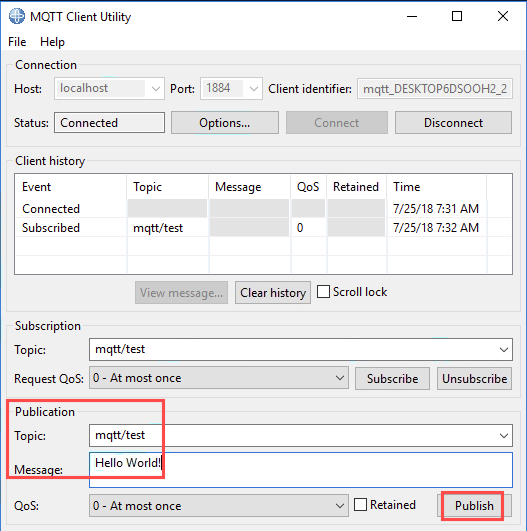 MQTT Client Utility
File Help
Connection
Host: localhost Port: 1884 Client identifier: mqtt_DESKTOP6DSOOH2_2
Status: Connected Options... Connect Disconnect
Client history
Event Topic Message QoS Retained Time
Connected 7/25/18 7:31 AM
Subscribed mqtt/test 0 7/25/18 7:32 AM
View message... Clear history Scroll lock
Subscription
Topic: mqtt/test
Request QoS: 0 - At most once Subscribe Unsubscribe
Publication
Topic: mqtt/test
Message: Hello World!
QoS: 0 - At most once Retained Publish